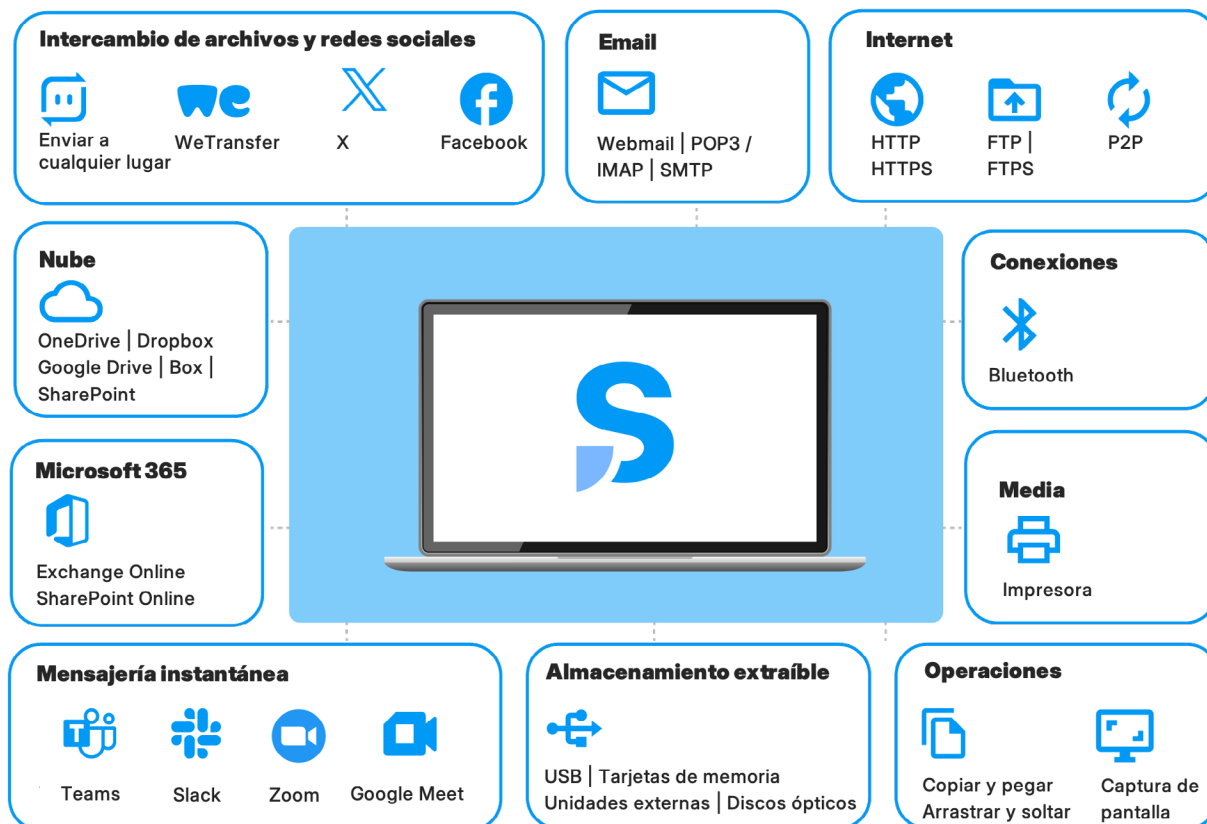 Intercambio de archivos y redes sociales
Enviar a
cualquier lugar
WeTransfer
X
Facebook
Email
Webmail | POP3 /
IMAP | SMTP
Internet
HTTP
HTTPS
FTP |
FTPS
P2P
Nube
OneDrive | Dropbox
Google Drive | Box |
SharePoint
Conexiones
Bluetooth
Microsoft 365
Exchange Online
SharePoint Online
Media
Impresora
Mensajería instantánea
Teams
Slack
Zoom
Google Meet
Almacenamiento extraíble
USB | Tarjetas de memoria
Unidades externas | Discos ópticos
Operaciones
Copiar y pegar
Arrastrar y soltar
Captura de
pantalla